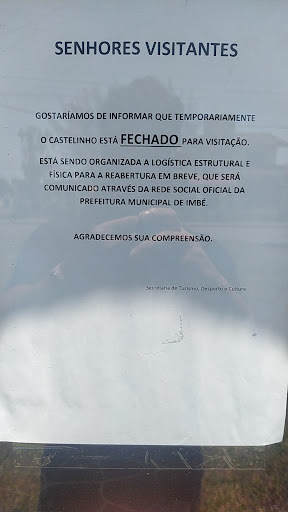 SENHORES VISITANTES
GOSTARÍAMOS DE INFORMAR QUE TEMPORARIAMENTE
O CASTELINHO ESTÁ FECHADO PARA VISITAÇÃO.
ESTÁ SENDO ORGANIZADA A LOGÍSTICA ESTRUTURAL E
FÍSICA PARA A REABERTURA EM BREVE, QUE SERÁ
COMUNICADO ATRAVÉS DA REDE SOCIAL OFICIAL DA
PREFEITURA MUNICIPAL DE IMBÉ.
AGRADECEMOS SUA COMPREENSÃO.
Secretaria de Turismo, Desporto e Cultura